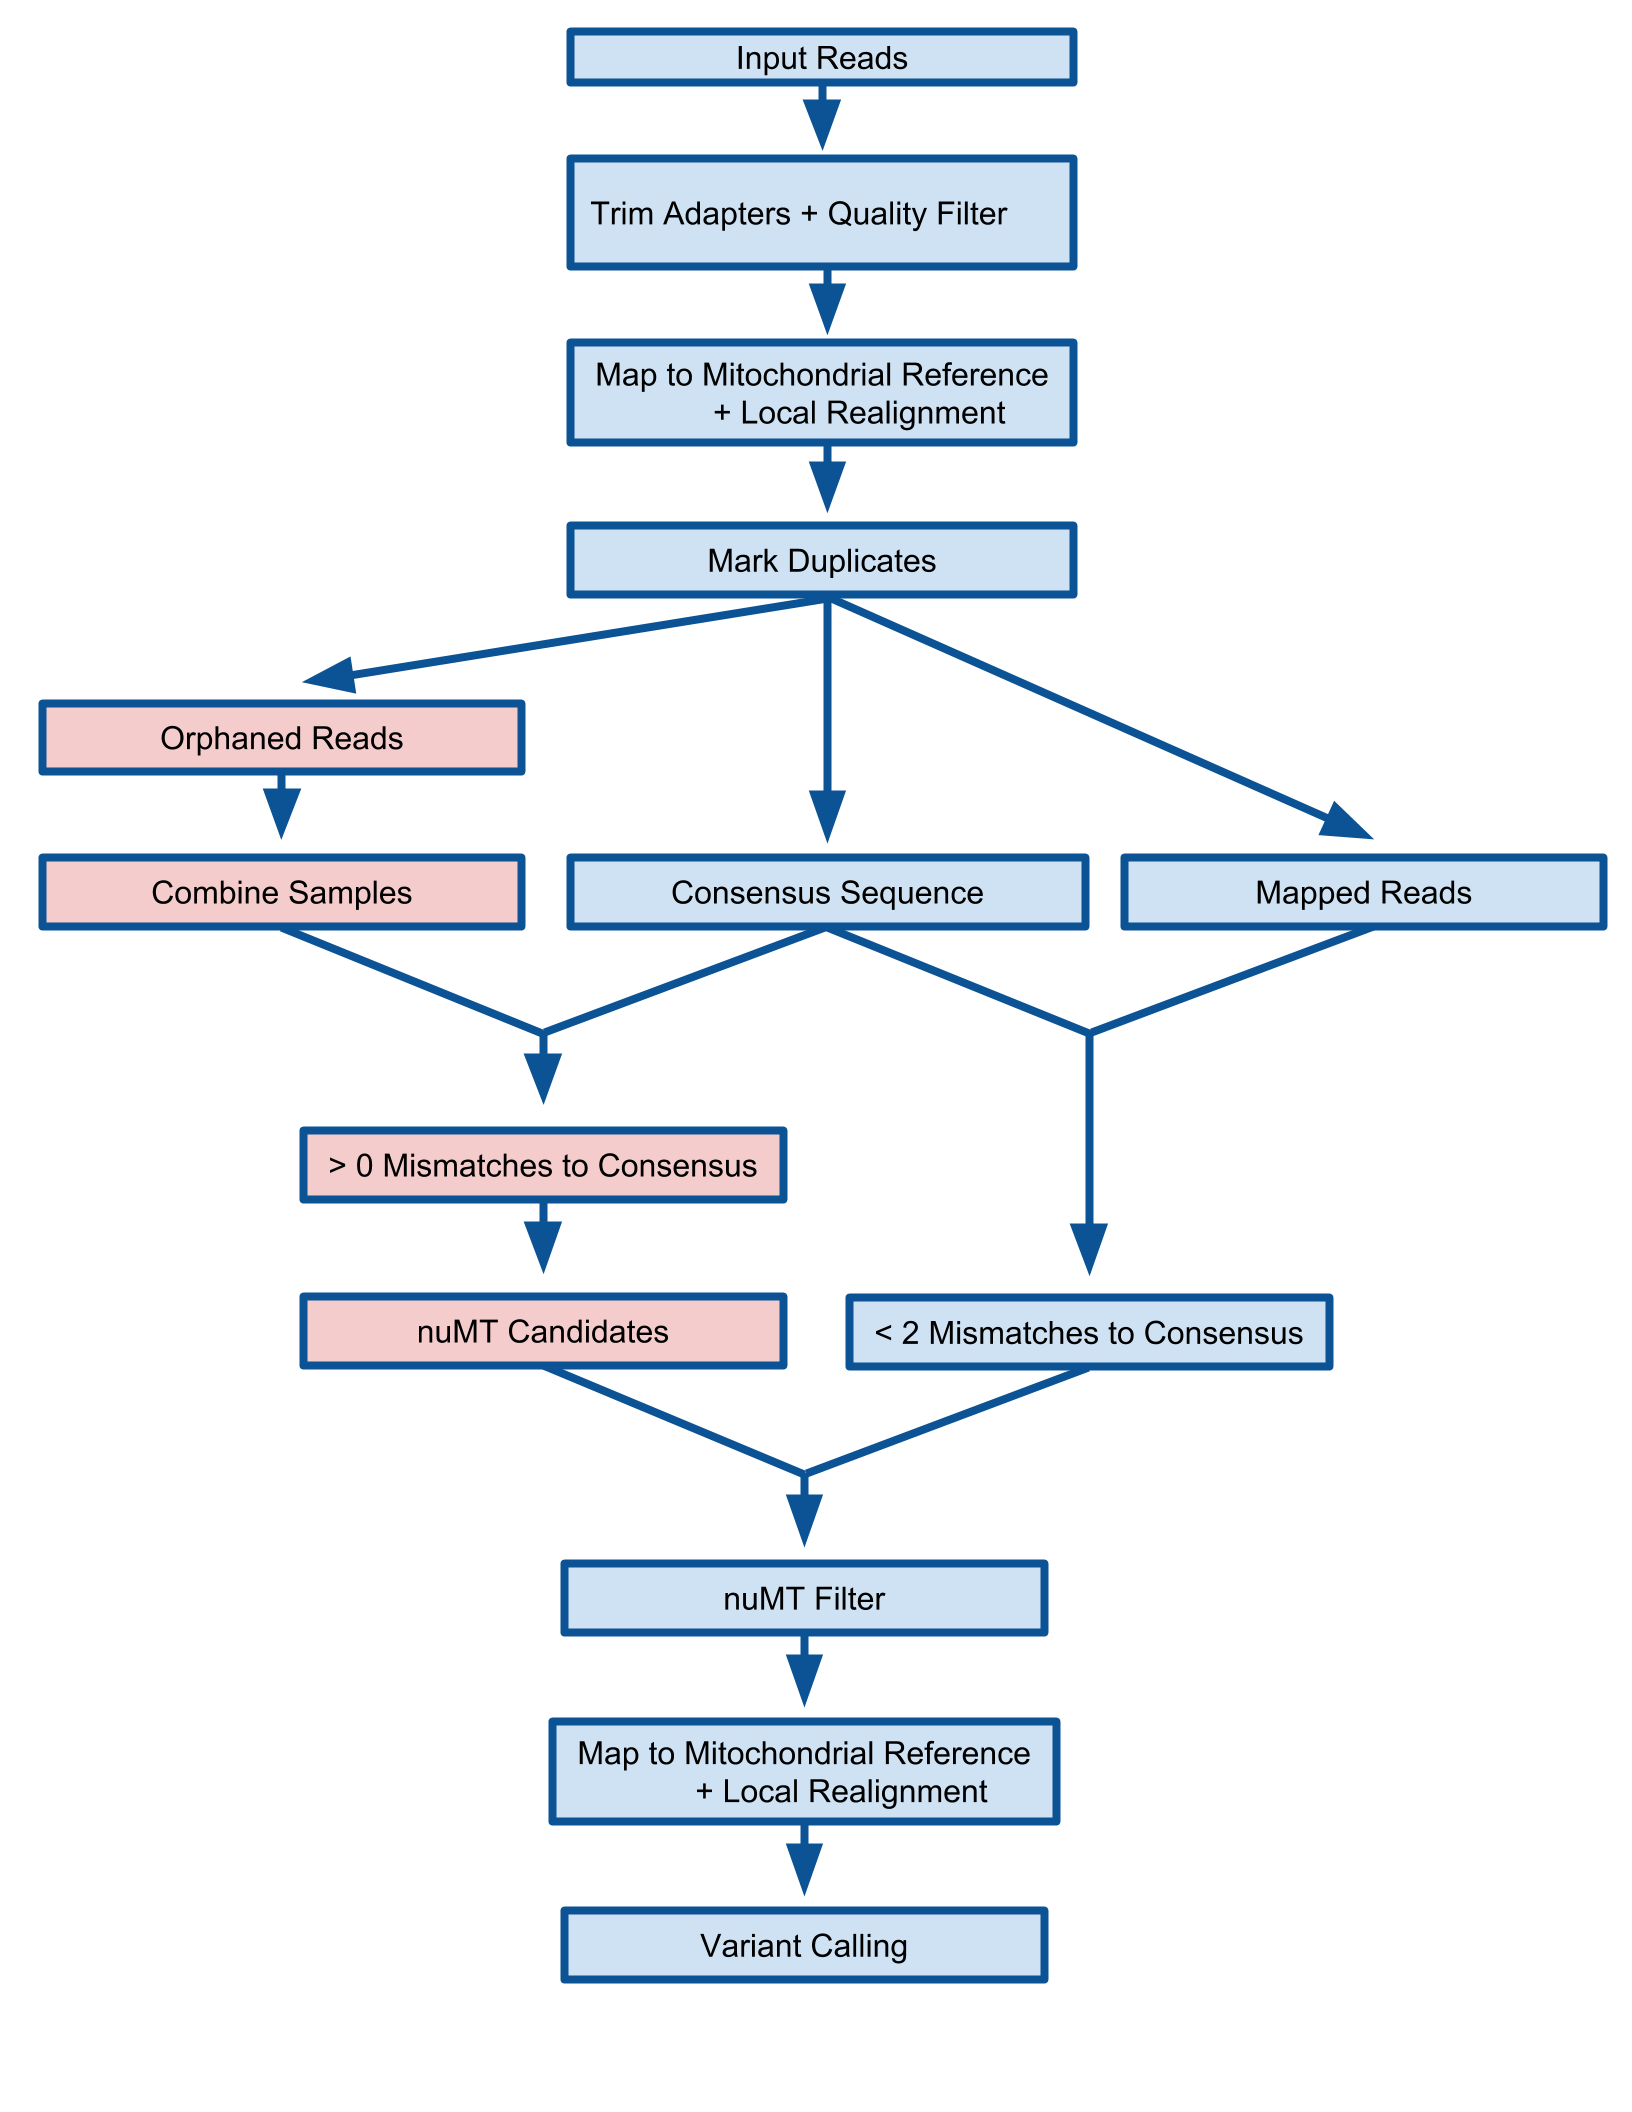 Input Reads
Trim Adapters + Quality Filter
Map to Mitochondrial Reference
+ Local Realignment
Mark Duplicates
Orphaned Reads
Combine Samples
Consensus Sequence
Mapped Reads
> 0 Mismatches to Consensus
nuMT Candidates
< 2 Mismatches to Consensus
nuMT Filter
Map to Mitochondrial Reference
+ Local Realignment
Variant Calling